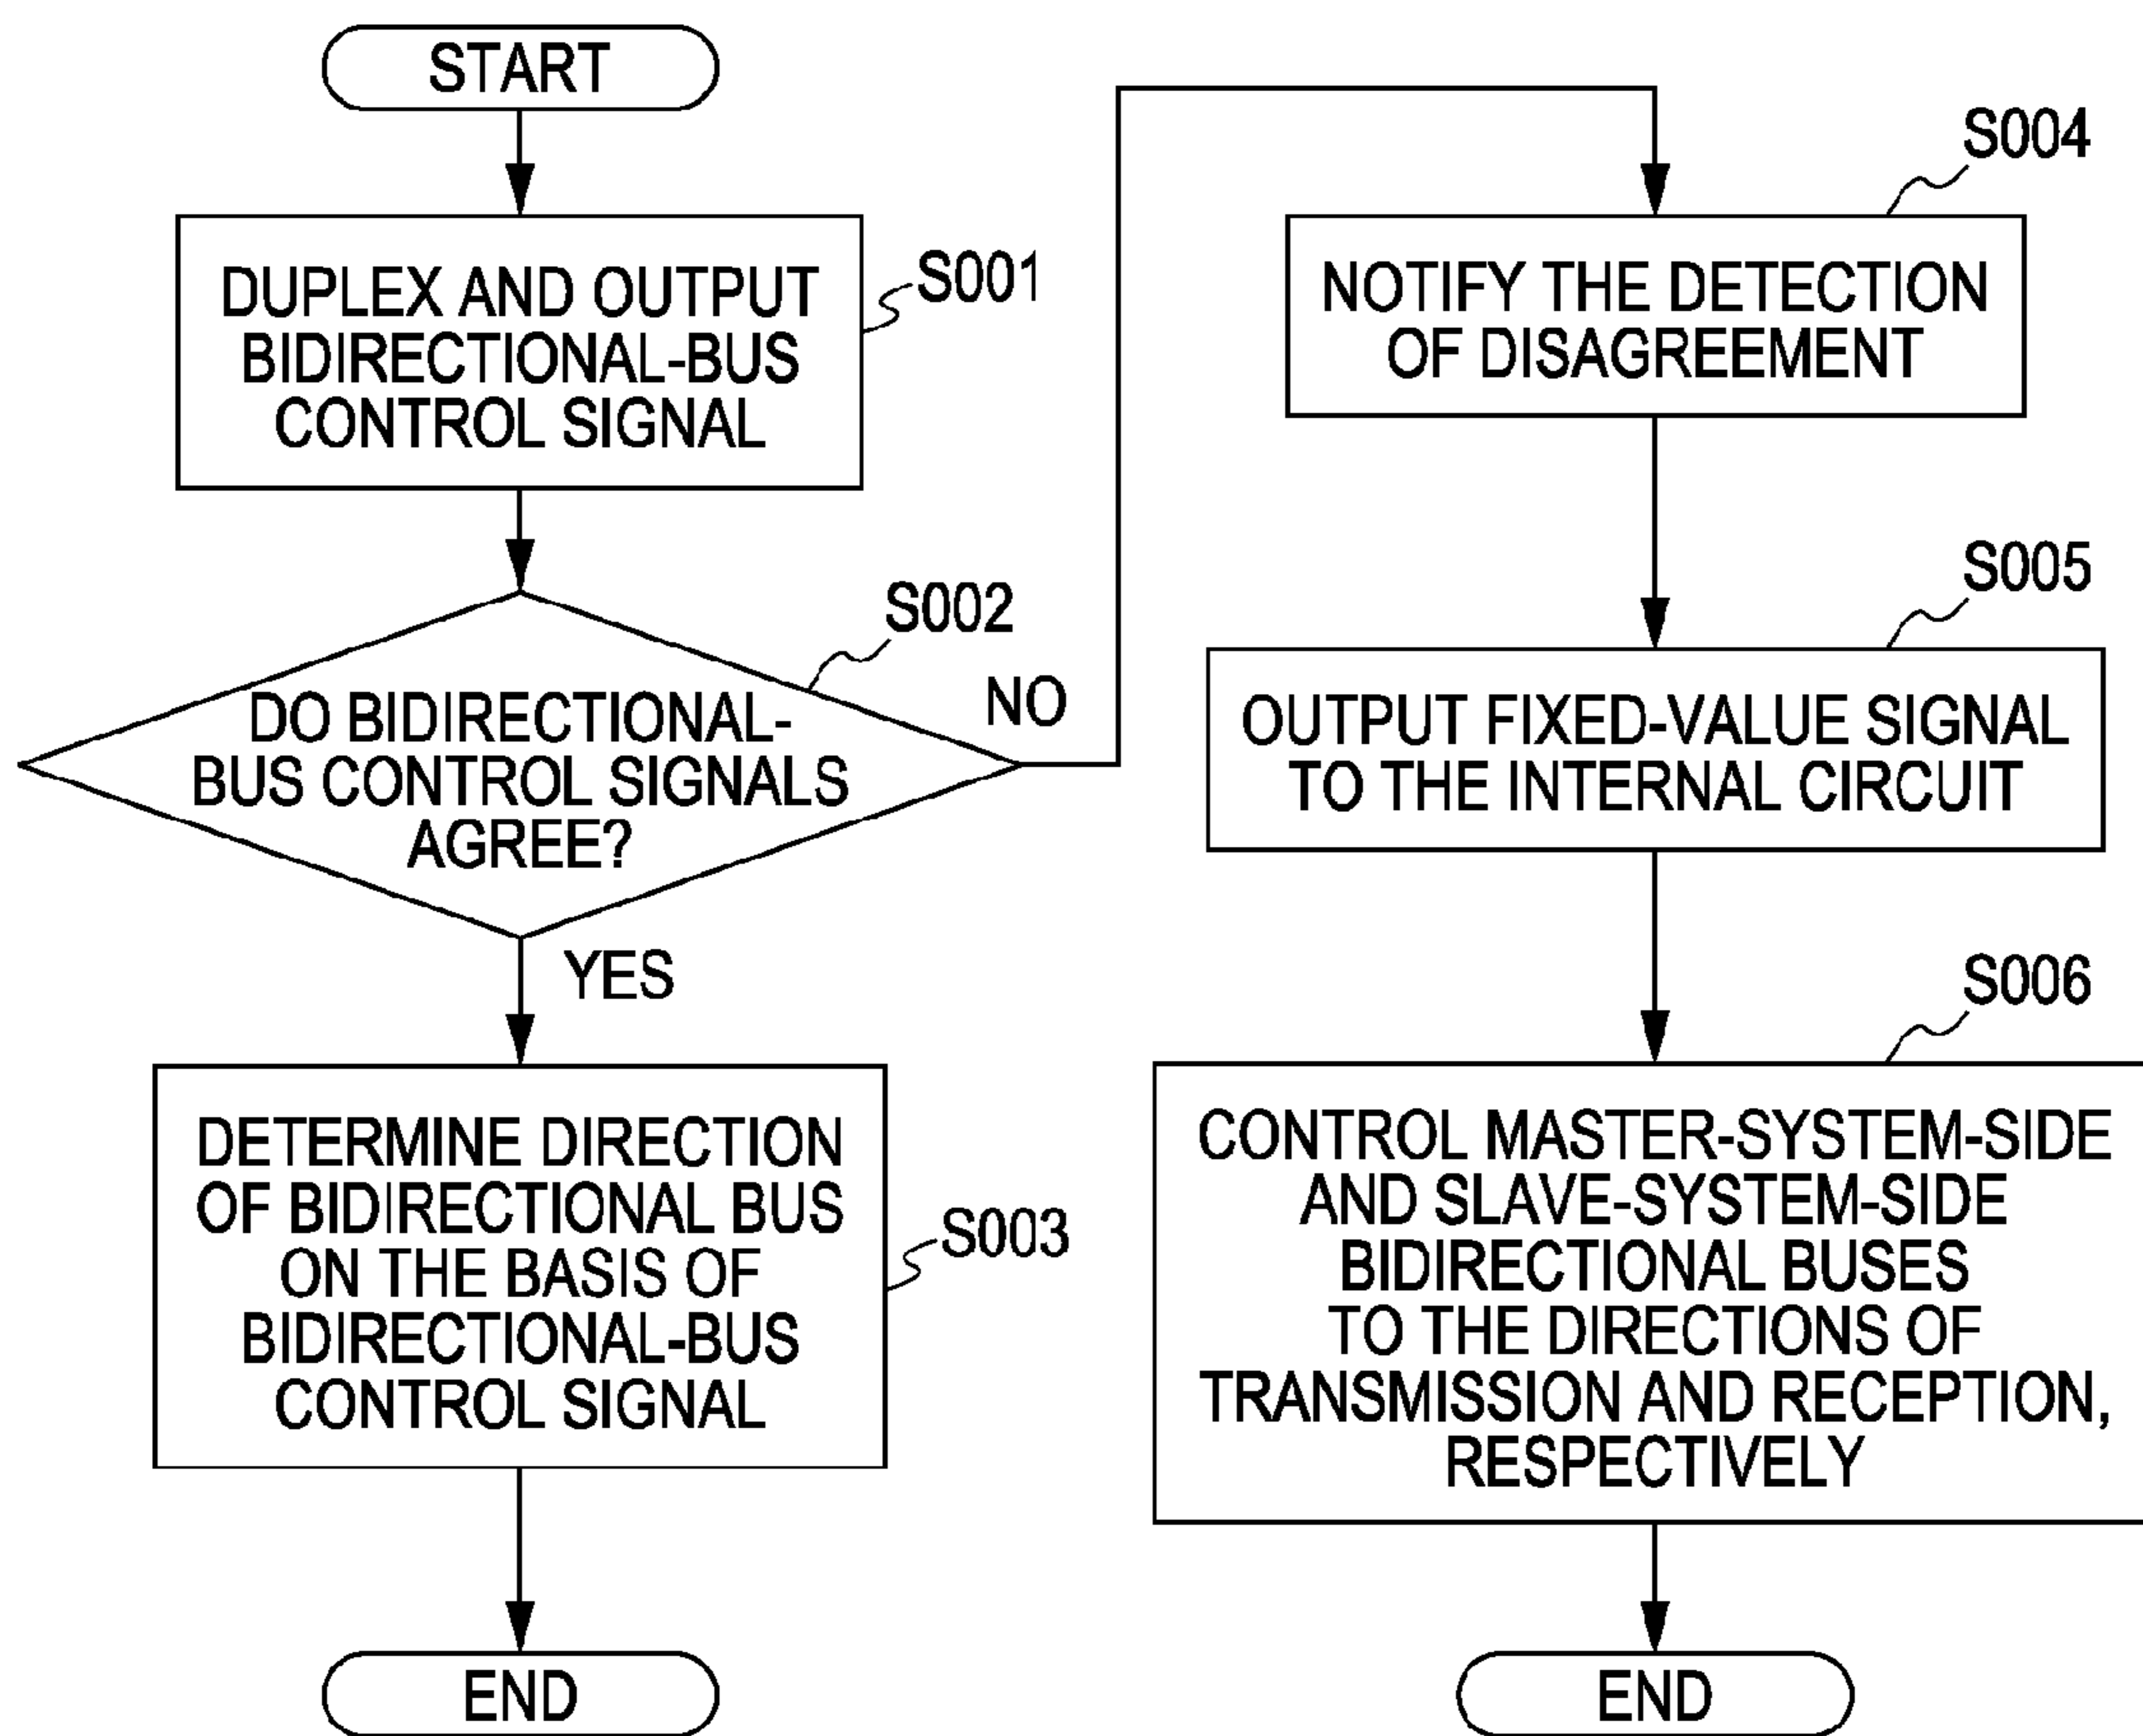 START
DUPLEX AND OUTPUT
BIDIRECTIONAL-BUS
CONTROL SIGNAL
S001
DO BIDIRECTIONAL-
BUS CONTROL SIGNALS
AGREE?
S002
NO
YES
DETERMINE DIRECTION
OF BIDIRECTIONAL BUS
ON THE BASIS OF
BIDIRECTIONAL-BUS
CONTROL SIGNAL
S003
END
S004
NOTIFY THE DETECTION
OF DISAGREEMENT
S005
OUTPUT FIXED-VALUE SIGNAL
TO THE INTERNAL CIRCUIT
S006
CONTROL MASTER-SYSTEM-SIDE
AND SLAVE-SYSTEM-SIDE
BIDIRECTIONAL BUSES
TO THE DIRECTIONS OF
TRANSMISSION AND RECEPTION,
RESPECTIVELY
END